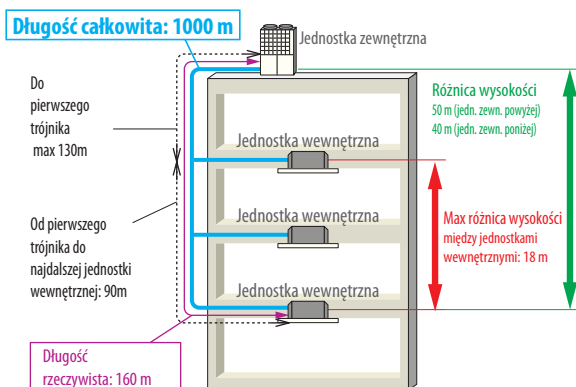 Długość całkowita: 1000 m
Jednostka zewnętrzna
Do
pierwszego
trójnika
max 130m
Różnica wysokości
50 m (jedn. zewn. powyżej)
40 m (jedn. zewn. poniżej)
Jednostka wewnętrzna
Od pierwszego
trójnika do
najdalszej jednostki
wewnętrznej: 90m
Jednostka wewnętrzna
Max różnica wysokości
między jednostkami
wewnętrznymi: 18 m
Jednostka wewnętrzna
Długość
rzeczywista: 160 m